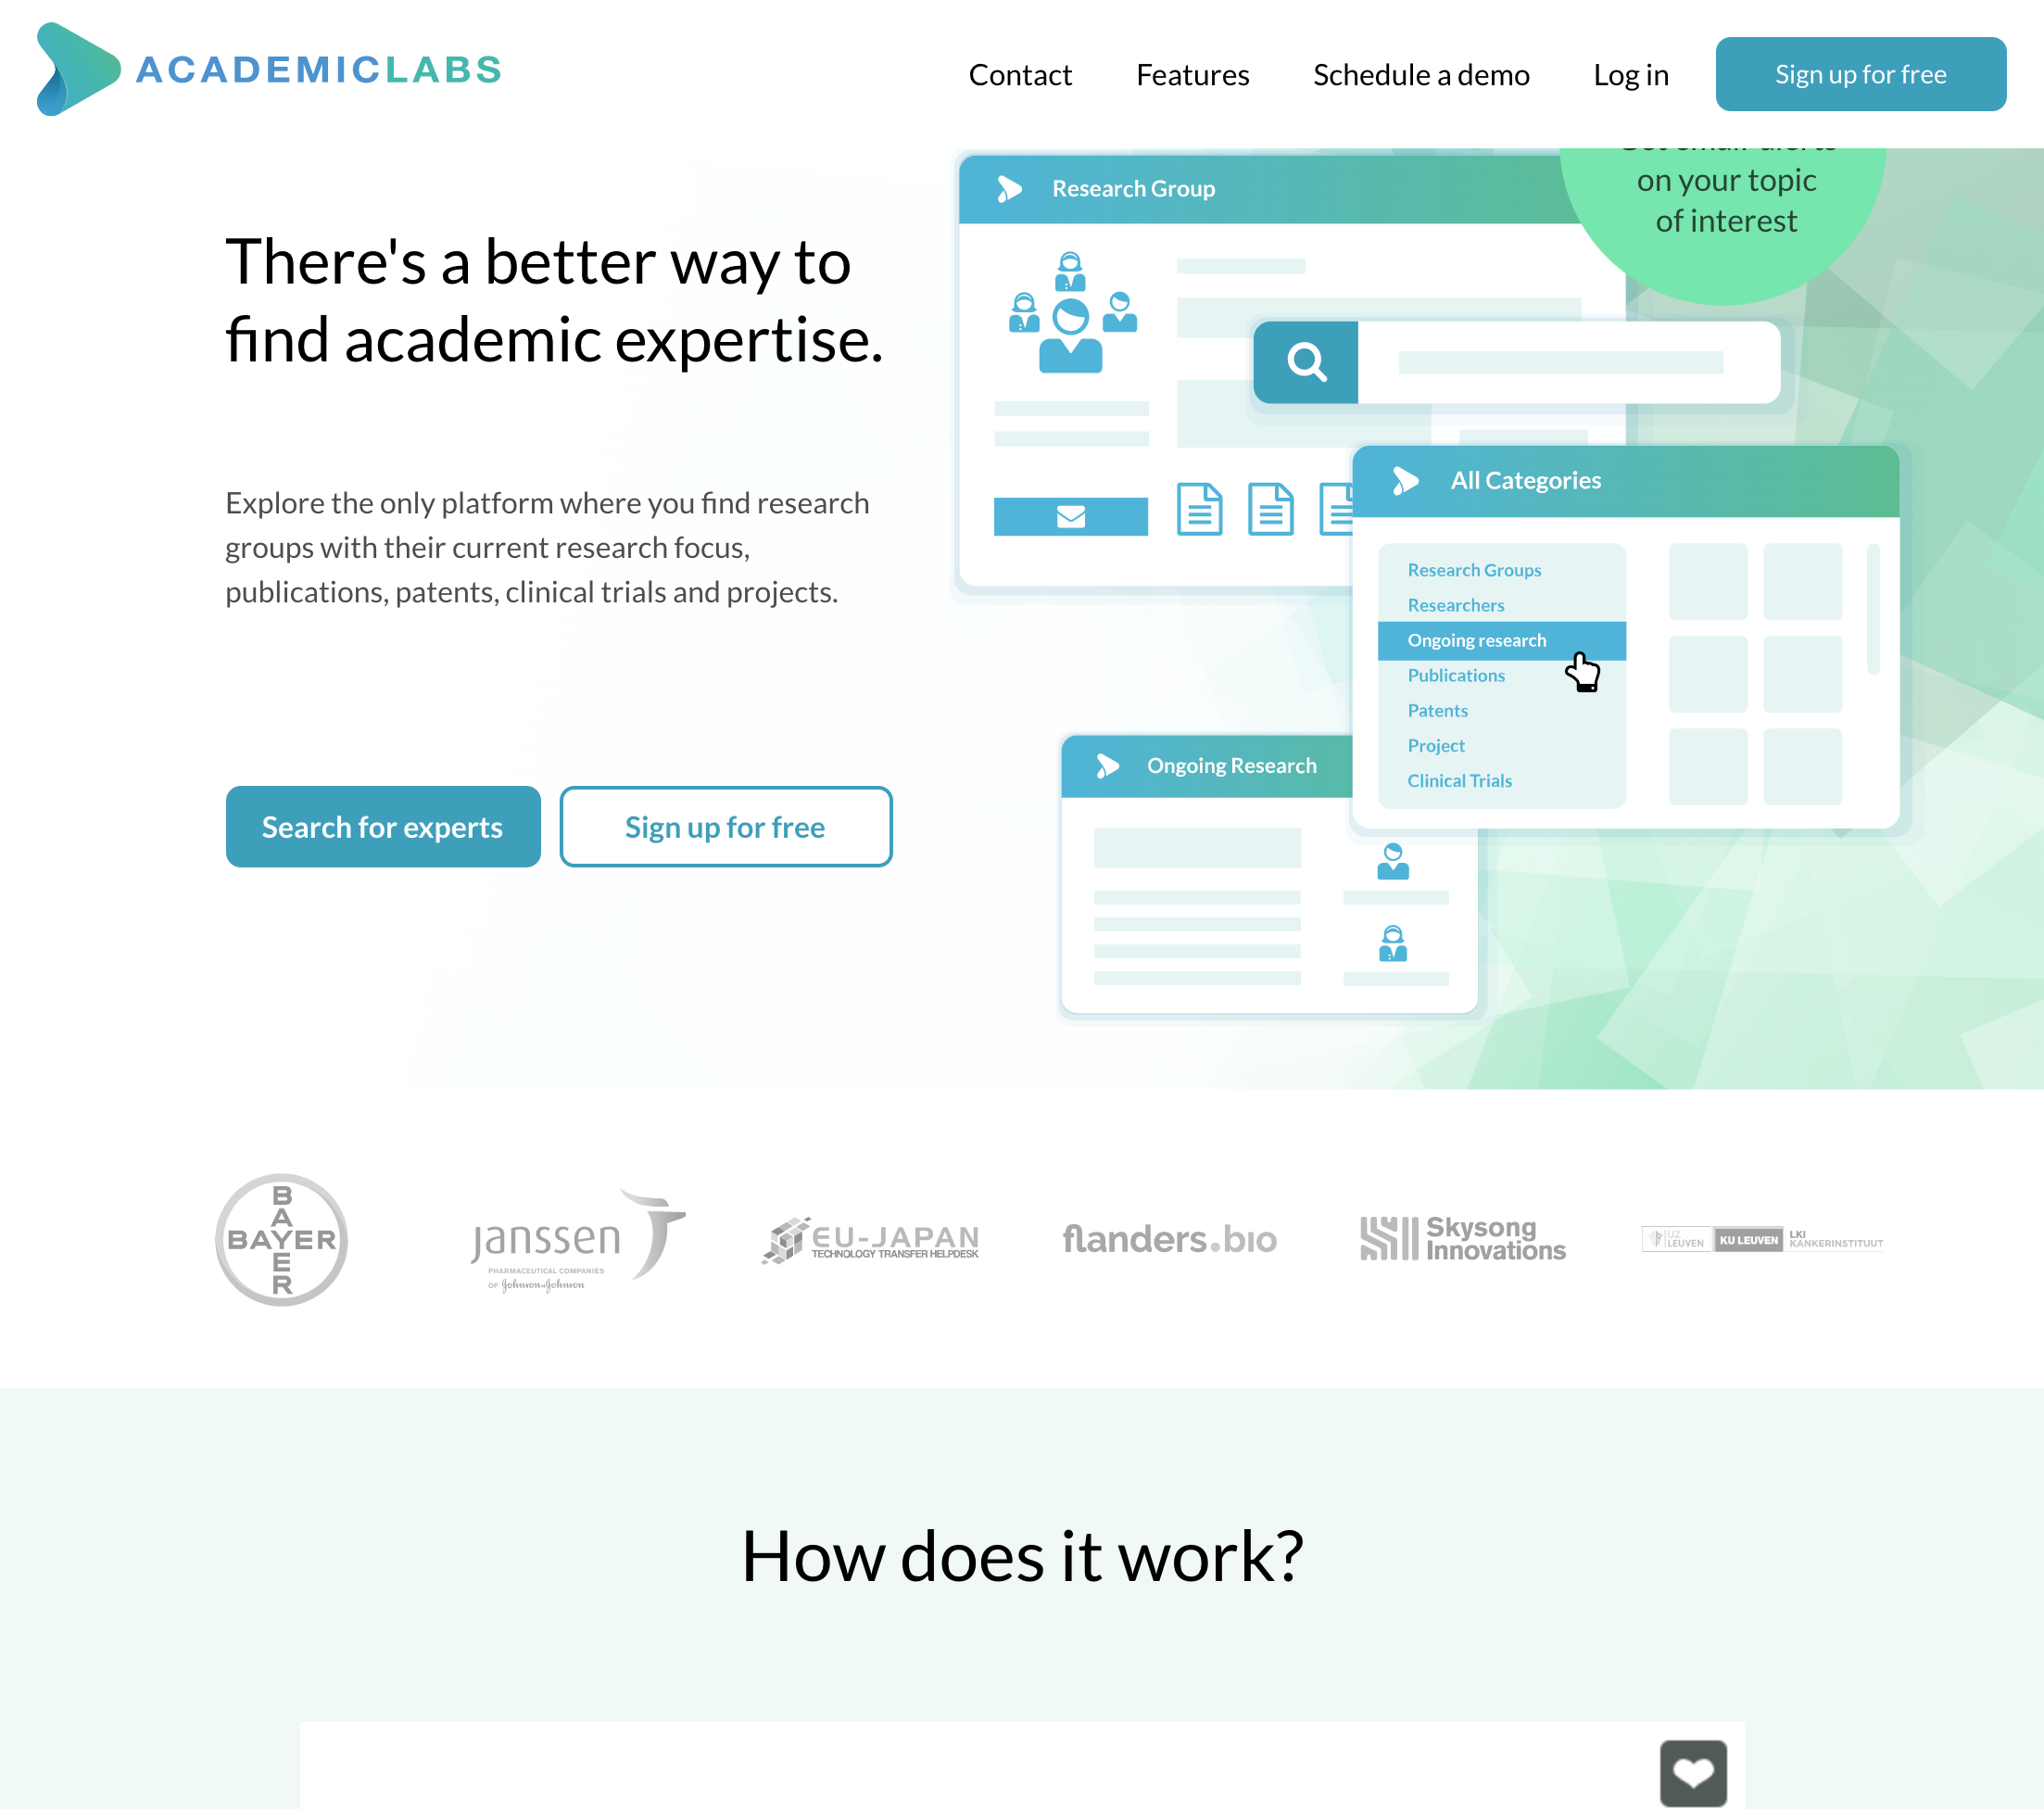 ACADEMICLABS
Contact
Features
Schedule a demo
Log in
Sign up for free
There's a better way to
find academic expertise.
Explore the only platform where you find research
groups with their current research focus,
publications, patents, clinical trials and projects.
Search for experts
Sign up for free
Research Group
on your topic
of interest
All Categories
Research Groups
Researchers
Ongoing research
Publications
Patents
Project
Clinical Trials
Ongoing Research
BAYER
BAYER
janssen
PHARMACEUTICAL COMPANIES
OF Johnson & Johnson
EU-JAPAN
TECHNOLOGY TRANSFER HELPDESK
flanders.bio
Skysong
Innovations
UZ
LEUVEN
KU LEUVEN
LKI
KANKERINSTITUUT
How does it work?